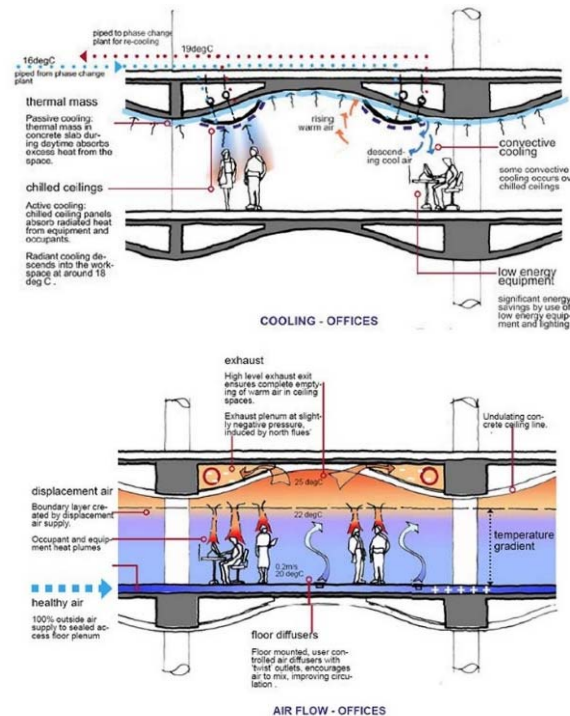 piped to phase change
plant for re-cooling
19degC
16degC
piped from phase change
plant
thermal mass
Passive cooling:
thermal mass in
concrete slab dur-
ing daytime absorbs
excess heat from the
space.
rising
warm air
descend-
ing cool air
convective
cooling
some convective
cooling occurs ov
chilled ceilings
chilled ceilings
Active cooling:
chilled ceiling panels
absorb radiated heat
from equipment and
occupants.
Radiant cooling de-
scends into the work-
space at around 18
deg C .
low energy
equipment
significant energy
savings by use of
low energy equip-
ment and lighting
COOLING - OFFICES
exhaust
High level exhaust exit
ensures complete empty-
ing of warm air in ceiling
spaces.
Exhaust plenum at slight-
ly negative pressure,
induced by north flues'
Undulating con-
crete ceiling line.
25 degC
displacement air
Boundary layer cre-
ated by displacement
air supply.
22 degC
Occupant and equip-
ment heat plumes
temperature
gradient
0.2m/s
20 degC
healthy air
100% outside air
supply to sealed ac-
cess floor plenum
floor diffusers
Floor mounted, user con-
trolled air diffusers with
'twist' outlets, encourages
air to mix, improving circu-
lation .
AIR FLOW - OFFICES